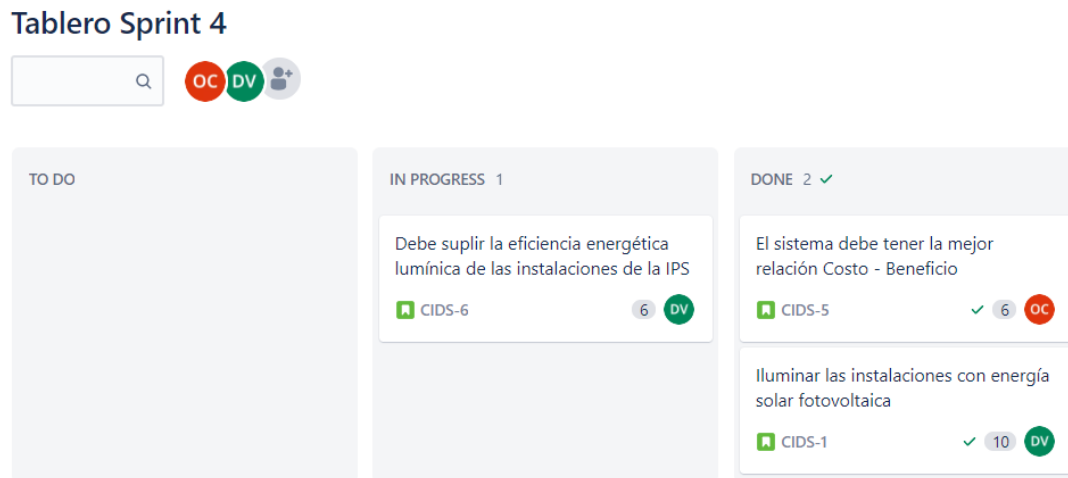 Tablero Sprint 4
OC DV
TO DO
IN PROGRESS 1
Debe suplir la eficiencia energética
lumínica de las instalaciones de la IPS
CIDS-6 6 DV
DONE 2
El sistema debe tener la mejor
relación Costo - Beneficio
CIDS-5 6 OC
Iluminar las instalaciones con energía
solar fotovoltaica
CIDS-1 10 DV